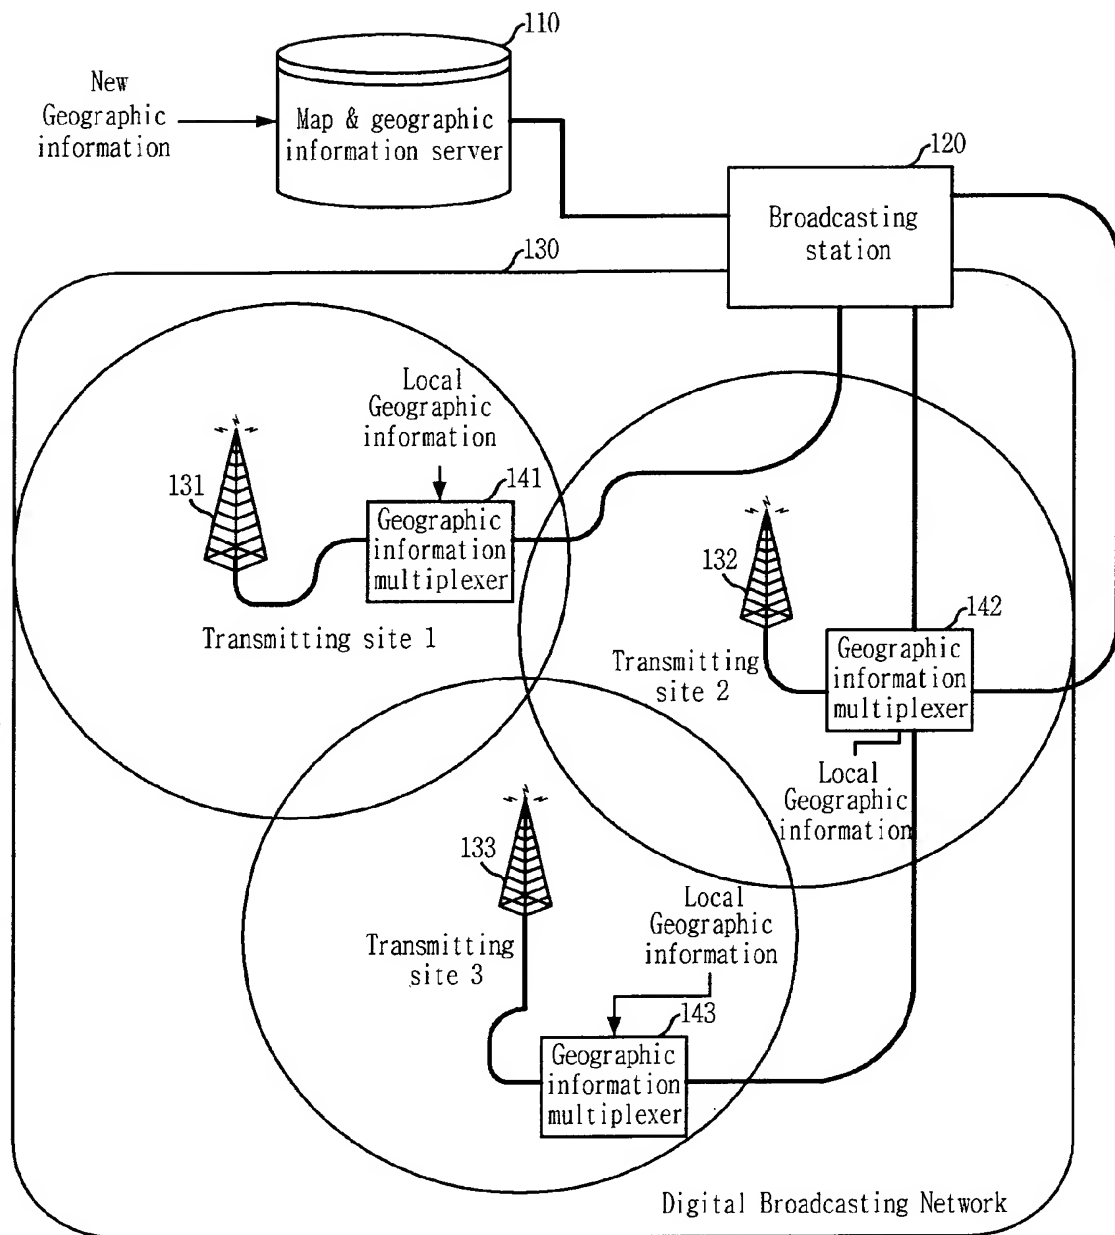 110
New
Geographic
information
Map & geographic
information server
120
Broadcasting
station
130
Local
Geographic
information
131
141
Geographic
information
multiplexer
Transmitting site 1
132
142
Transmitting
site 2
Geographic
information
multiplexer
Local
Geographic
information
133
Local
Geographic
information
Transmitting
site 3
143
Geographic
information
multiplexer
Digital Broadcasting Network